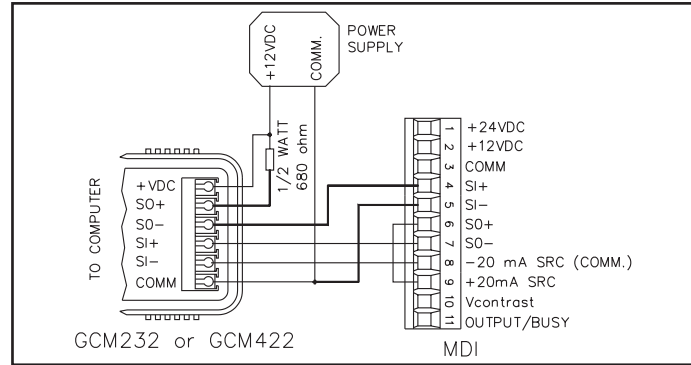 POWER
SUPPLY
+12VDC
COMM.
1/2 WATT
680 ohm
TO COMPUTER
+VDC
SO+
SO-
SI+
SI-
COMM
GCM232 or GCM422
1 +24VDC
2 +12VDC
3 COMM
4 SI+
5 SI-
6 SO+
7 SO-
8 -20 mA SRC (COMM.)
9 +20mA SRC
10 Vcontrast
11 OUTPUT/BUSY
MDI